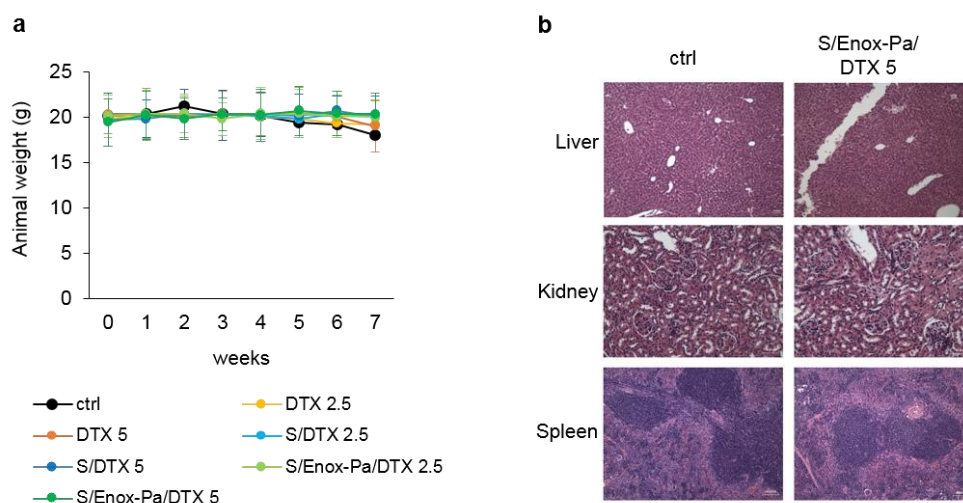 a
Animal weight (g)
25
20
15
10
5
0
0 1 2 3 4 5 6 7
weeks
ctrl
DTX 2.5
DTX 5
S/DTX 2.5
S/DTX 5
S/Enox-Pa/DTX 2.5
S/Enox-Pa/DTX 5
b
ctrl
S/Enox-Pa/
DTX 5
Liver
Kidney
Spleen